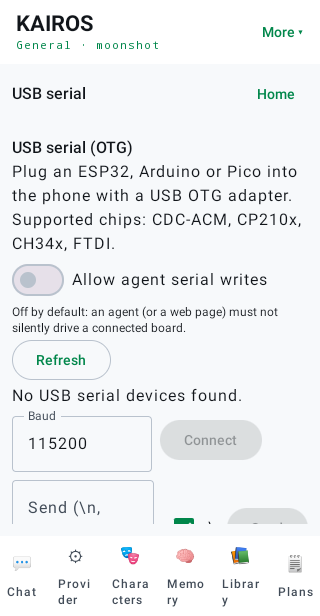 KAIROS
General · moonshot
More ▾
USB serial
Home
USB serial (OTG)
Plug an ESP32, Arduino or Pico into
the phone with a USB OTG adapter.
Supported chips: CDC-ACM, CP210x,
CH34x, FTDI.
Allow agent serial writes
Off by default: an agent (or a web page) must not
silently drive a connected board.
Refresh
No USB serial devices found.
Baud
115200
Connect
Send (\n,
Chat
Provi
der
Chara
cters
Memo
ry
Librar
y
Plans